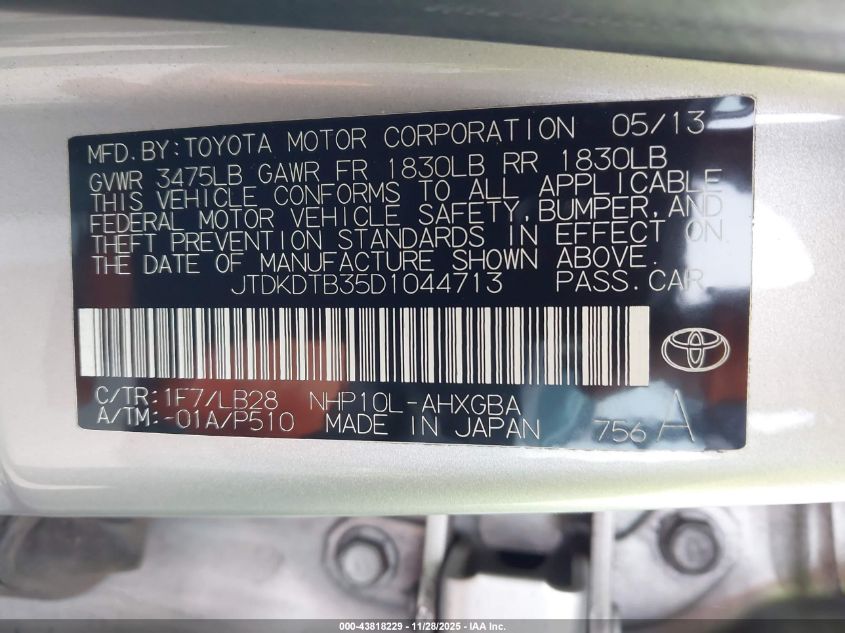 MFD. BY: TOYOTA MOTOR CORPORATION 05/13
GVWR 3475LB GAWR FR 1830LB RR 1830LB
THIS VEHICLE CONFORMS TO ALL APPLICABLE
FEDERAL MOTOR VEHICLE SAFETY, BUMPER, AND
THEFT PREVENTION STANDARDS IN EFFECT ON
THE DATE OF MANUFACTURE SHOWN ABOVE.
JTDKDTB35D1044713 PASS. CAR
C/TR: 1F7/LB28 NHP10L-AHXGBA
A/TM: -01A/P510 MADE IN JAPAN 756 A
000-43818229 | 11/28/2025 | IAA Inc.